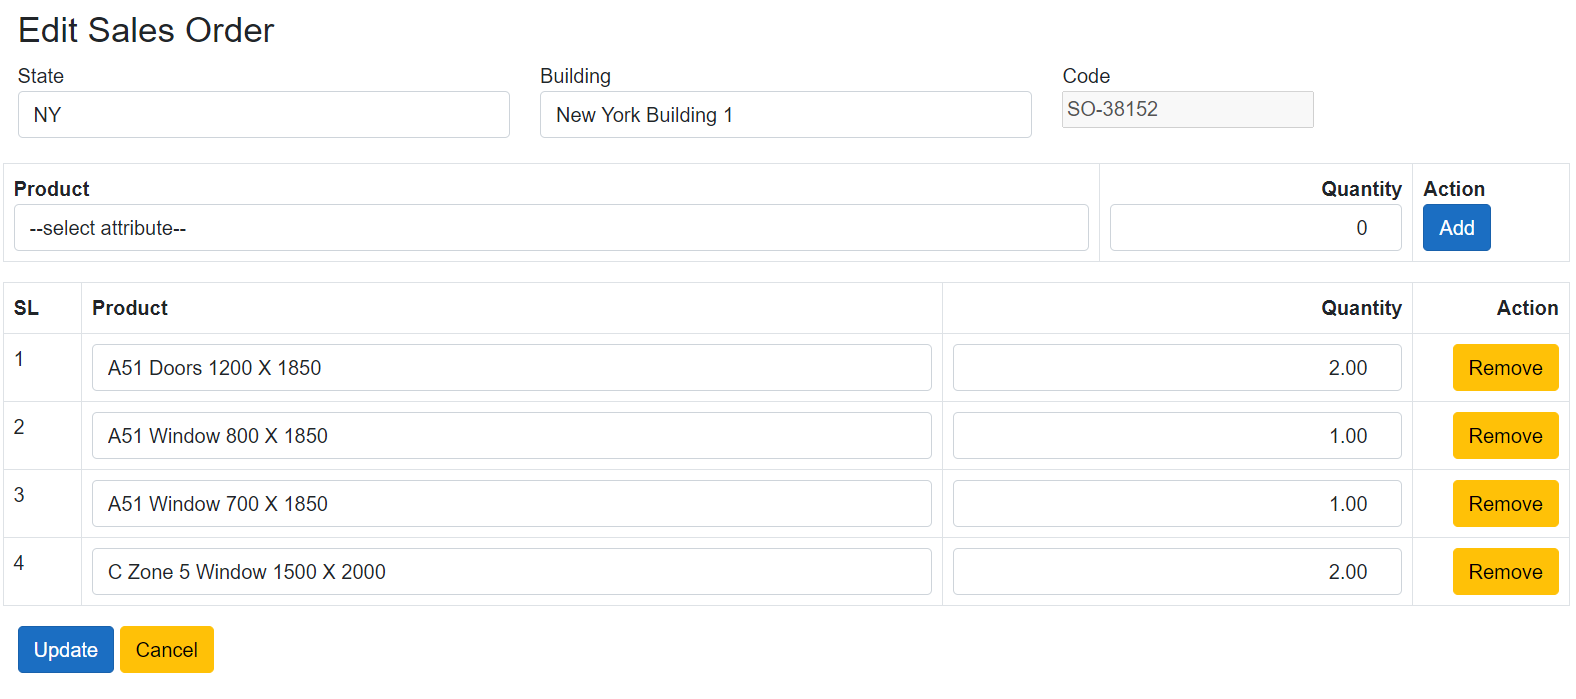 Edit Sales Order
State Building Code
NY New York Building 1 SO-38152
Product Quantity Action
--select attribute-- 0 Add
SL Product Quantity Action
1 A51 Doors 1200 X 1850 2.00 Remove
2 A51 Window 800 X 1850 1.00 Remove
3 A51 Window 700 X 1850 1.00 Remove
4 C Zone 5 Window 1500 X 2000 2.00 Remove
Update Cancel